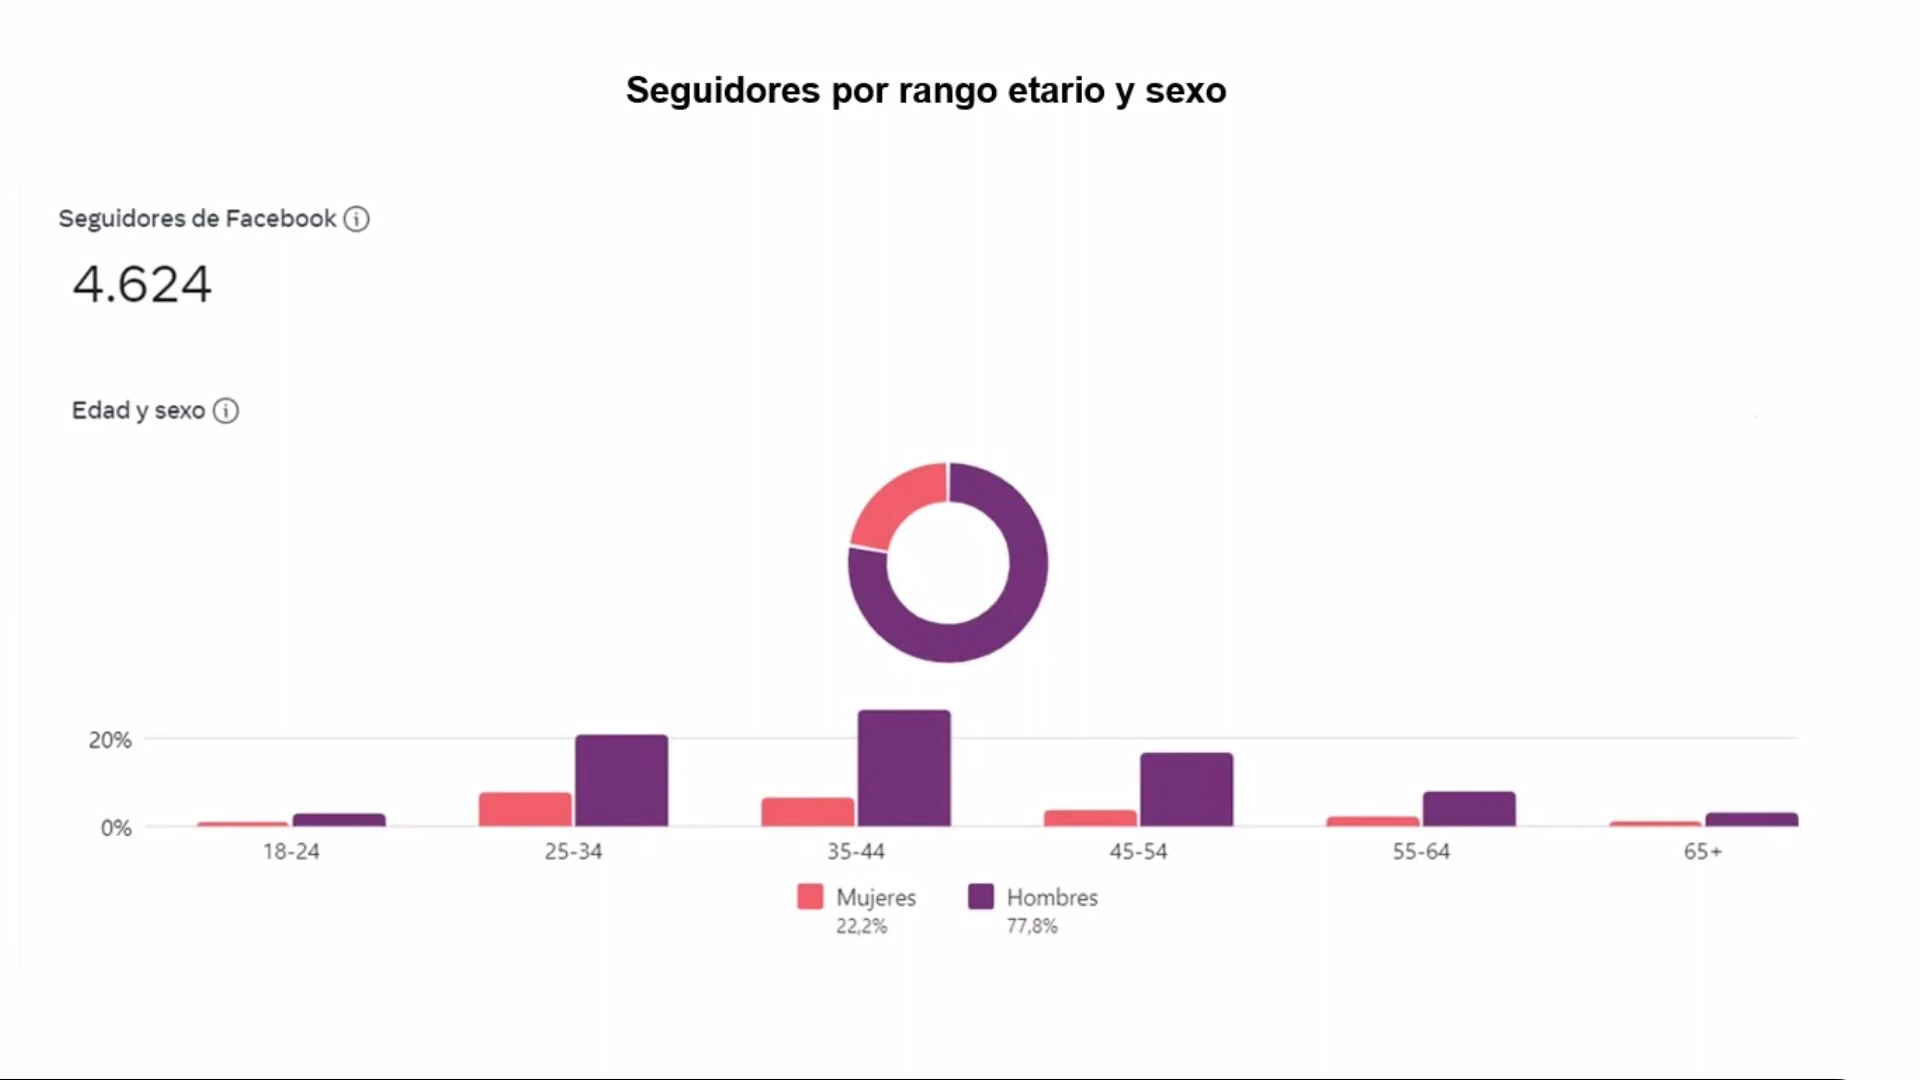 Seguidores por rango etario y sexo
Seguidores de Facebook
4.624
Edad y sexo
20%
0%
18-24 25-34 35-44 45-54 55-64 65+
Mujeres Hombres
22,2% 77,8%